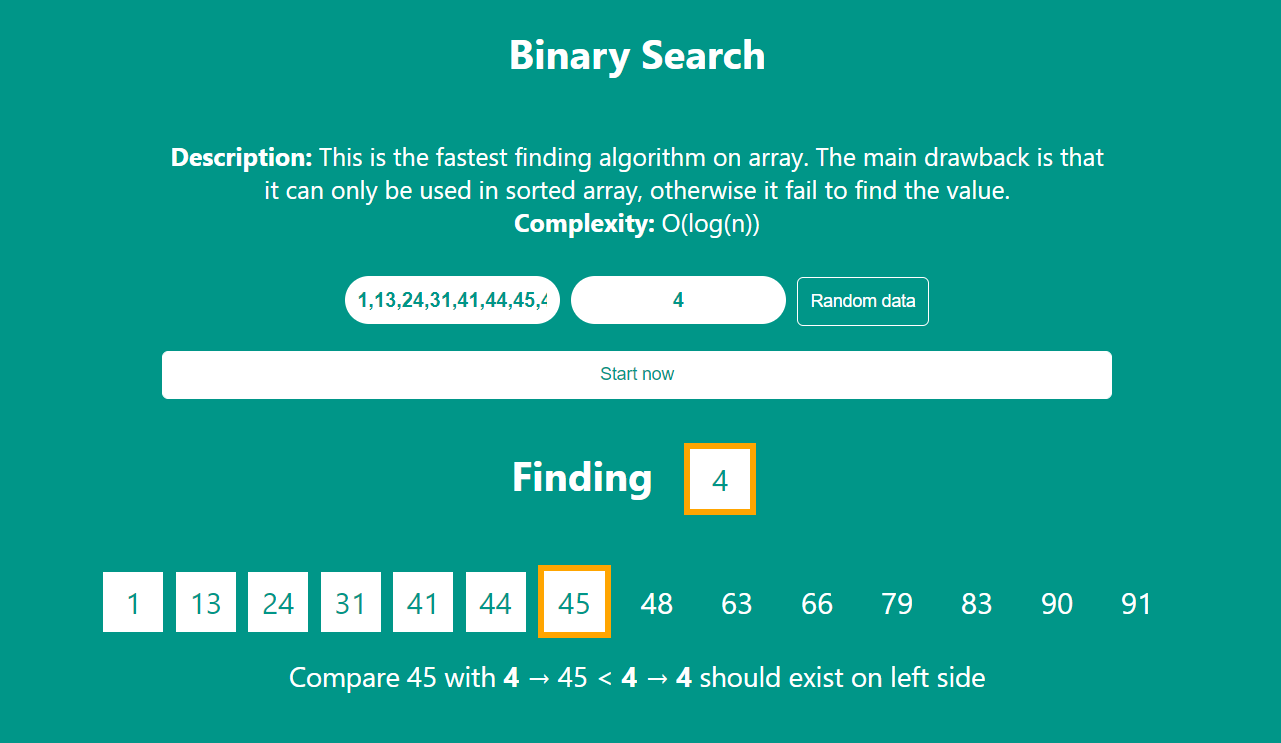 Binary Search
Description: This is the fastest finding algorithm on array. The main drawback is that
it can only be used in sorted array, otherwise it fail to find the value.
Complexity: O(log(n))
1,13,24,31,41,44,45,4 4 Random data
Start now
Finding 4
1 13 24 31 41 44 45 48 63 66 79 83 90 91
Compare 45 with 4 → 45 < 4 → 4 should exist on left side